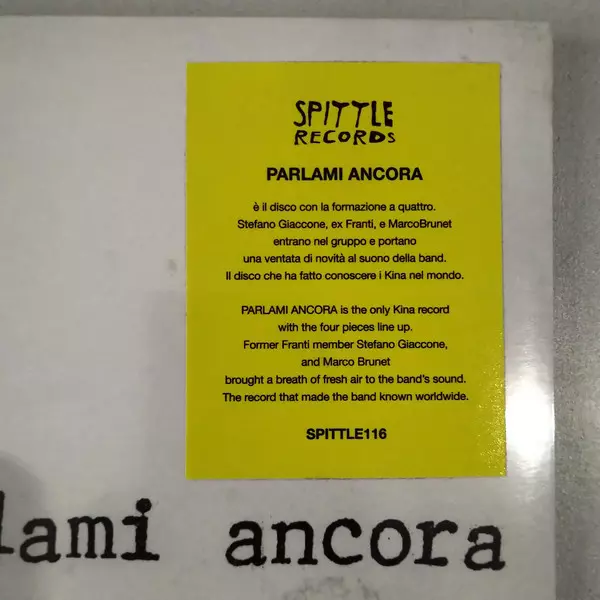 SPITTLE
RECORDS
PARLAMI ANCORA
è il disco con la formazione a quattro.
Stefano Giaccone, ex Franti, e MarcoBrunet
entrano nel gruppo e portano
una ventata di novità al suono della band.
Il disco che ha fatto conoscere i Kina nel mondo.
PARLAMI ANCORA is the only Kina record
with the four pieces line up.
Former Franti member Stefano Giaccone,
and Marco Brunet
brought a breath of fresh air to the band's sound.
The record that made the band known worldwide.
SPITTLE116
lami ancora